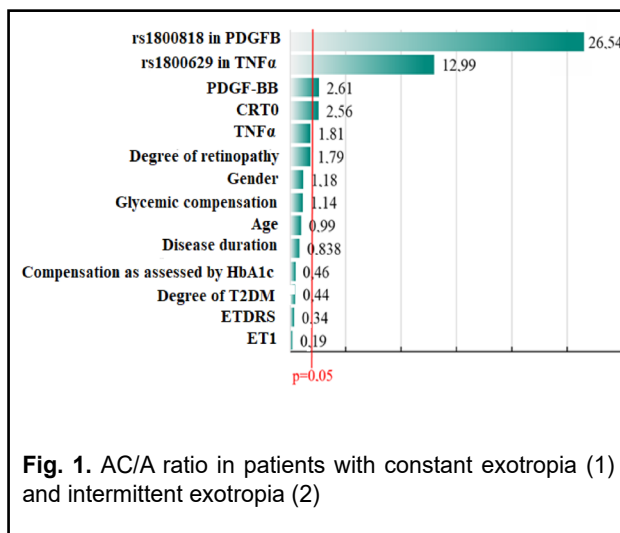 rs1800818 in PDGFB 26,54
rs1800629 in TNFα 12,99
PDGF-BB 2,61
CRT0 2,56
TNFα 1,81
Degree of retinopathy 1,79
Gender 1,18
Glycemic compensation 1,14
Age 0,99
Disease duration 0,838
Compensation as assessed by HbA1c 0,46
Degree of T2DM 0,44
ETDRS 0,34
ET1 0,19
p=0.05
Fig. 1. AC/A ratio in patients with constant exotropia (1)
and intermittent exotropia (2)